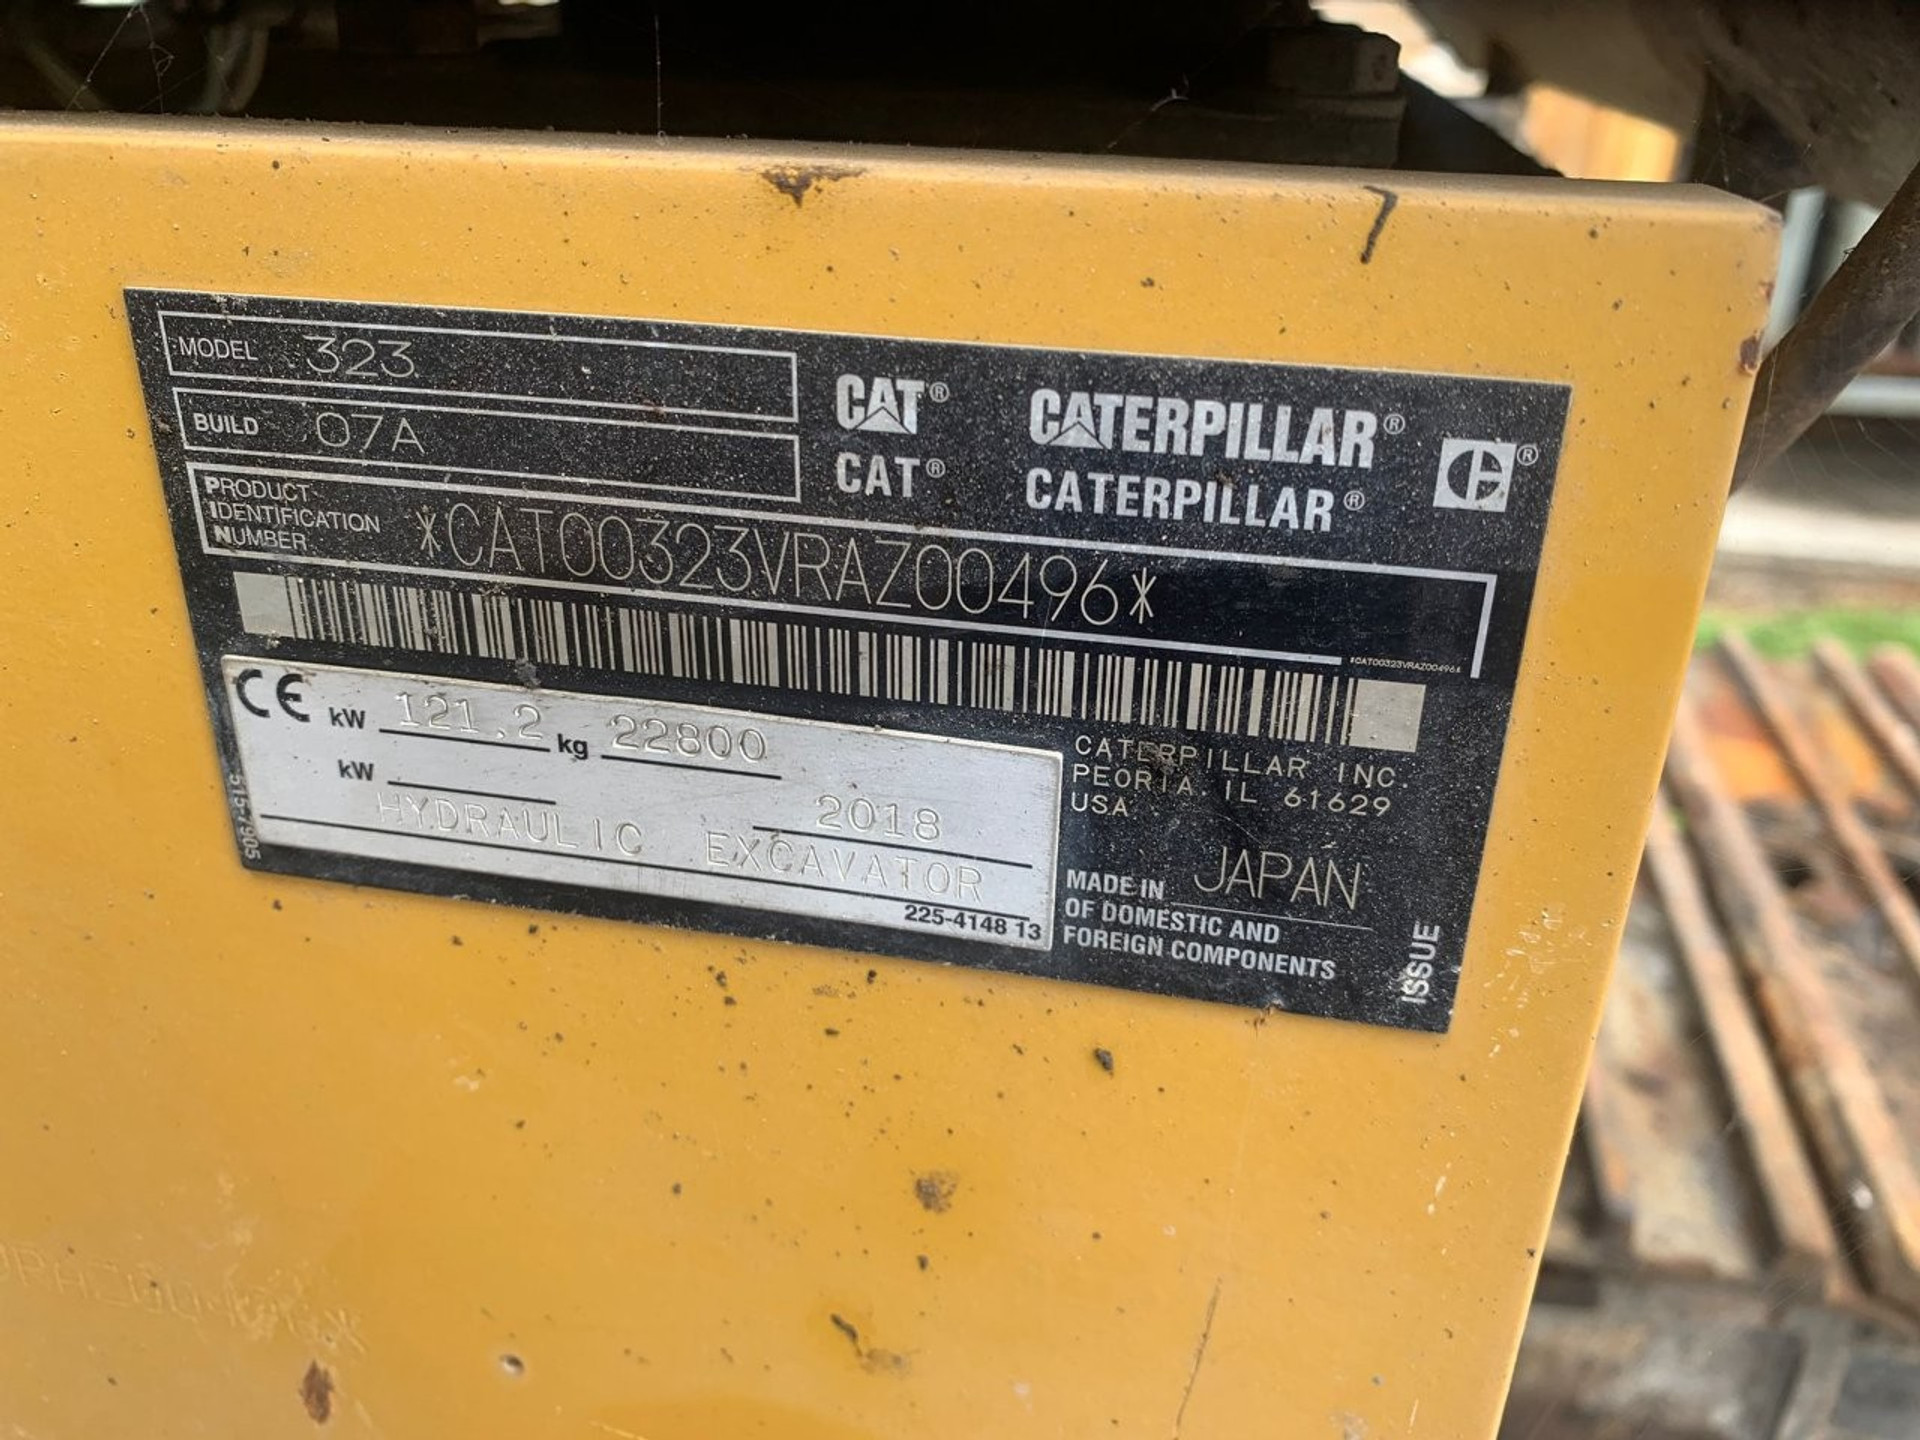 7
MODEL 323
BUILD 07A
PRODUCT
IDENTIFICATION
NUMBER
*CAT00323VRAZ00496*
CAT® CATERPILLAR®
CAT® CATERPILLAR® ®
*CAT00323VRAZ00496*
CE kW 121.2 kg 22800
kW
2018
HYDRAULIC EXCAVATOR
225-4148 13
CATERPILLAR INC.
PEORIA, IL 61629
USA
MADE IN JAPAN
OF DOMESTIC AND
FOREIGN COMPONENTS
ISSUE